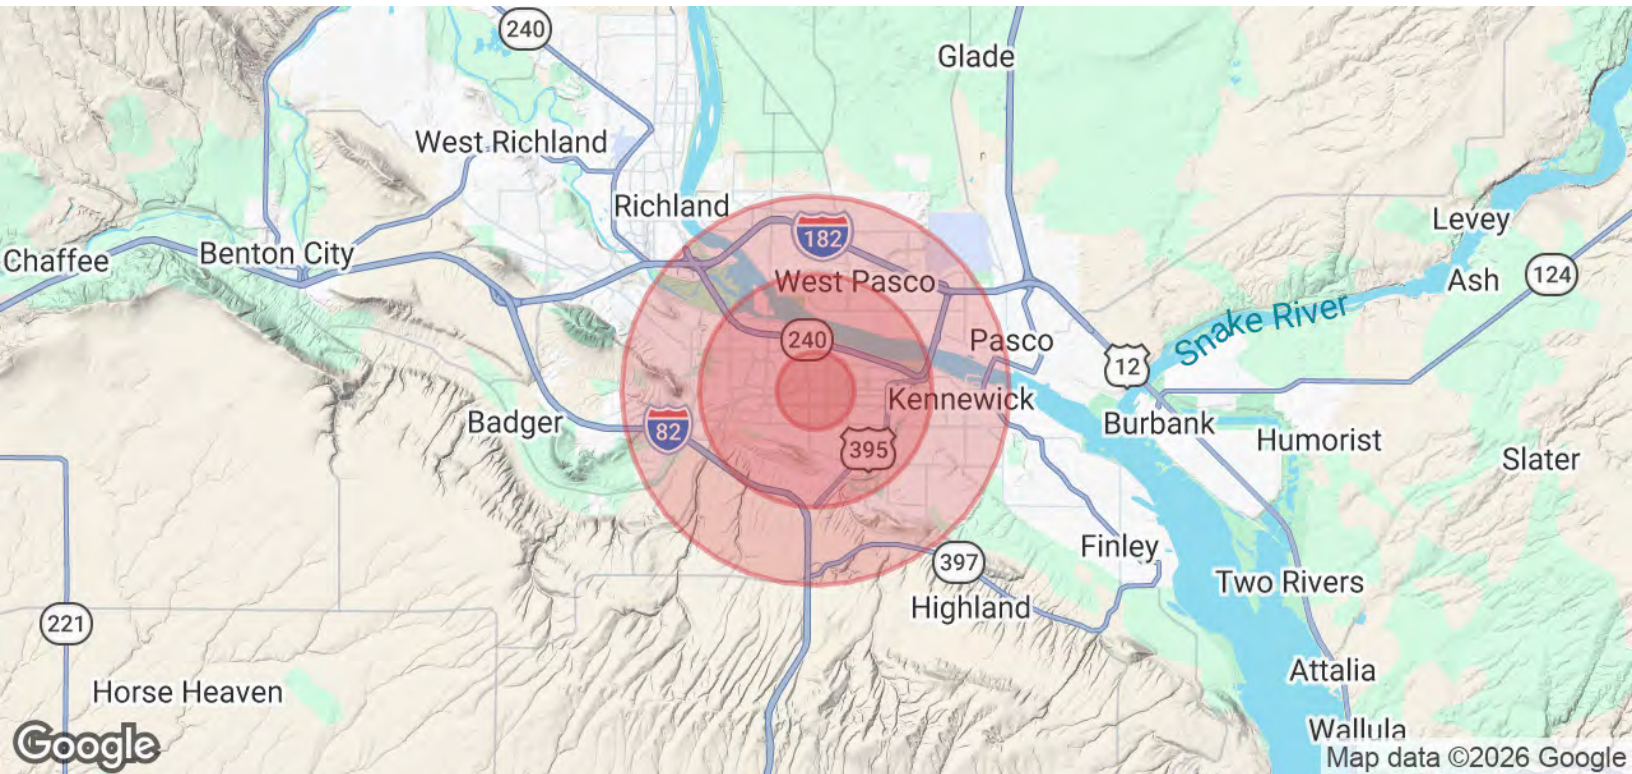 240
Glade
West Richland
Richland
Levey
182
Benton City
Chaffee
Ash
124
West Pasco
Snake River
240
Pasco
12
Kennewick
Badger
82
Burbank
Humorist
395
Slater
Finley
397
Two Rivers
Highland
221
Attalia
Horse Heaven
Wallula
Google
Map data ©2026 Google